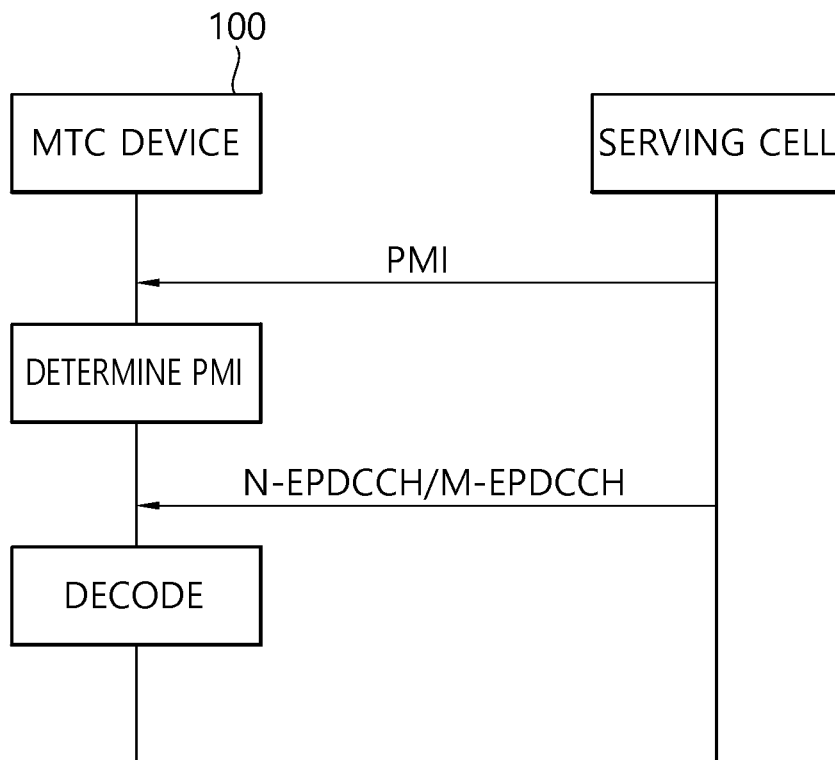 100
MTC DEVICE
SERVING CELL
PMI
DETERMINE PMI
N-EPDCCH/M-EPDCCH
DECODE